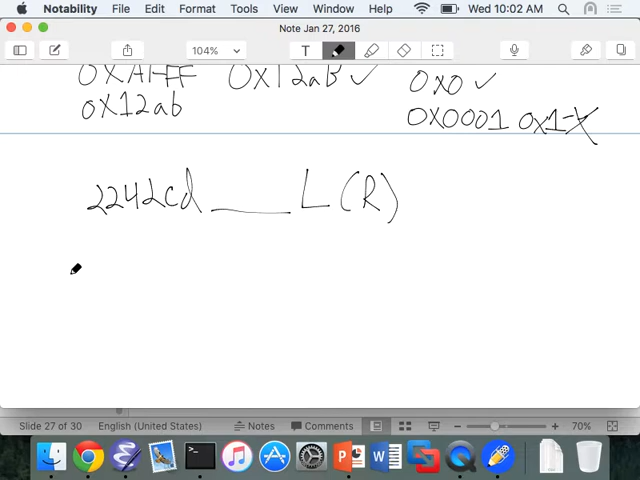 Notability File Edit View Tools Window Help Wed 10:02 AM
Note Jan 27, 2016
104% T
0XA1FF 0X12aB ✓ 0X0 ✓
0X12ab 0X0001 0X1-X
2242cd ____ L(R)
Slide 27 of 30 English (United States) Notes Comments 70%